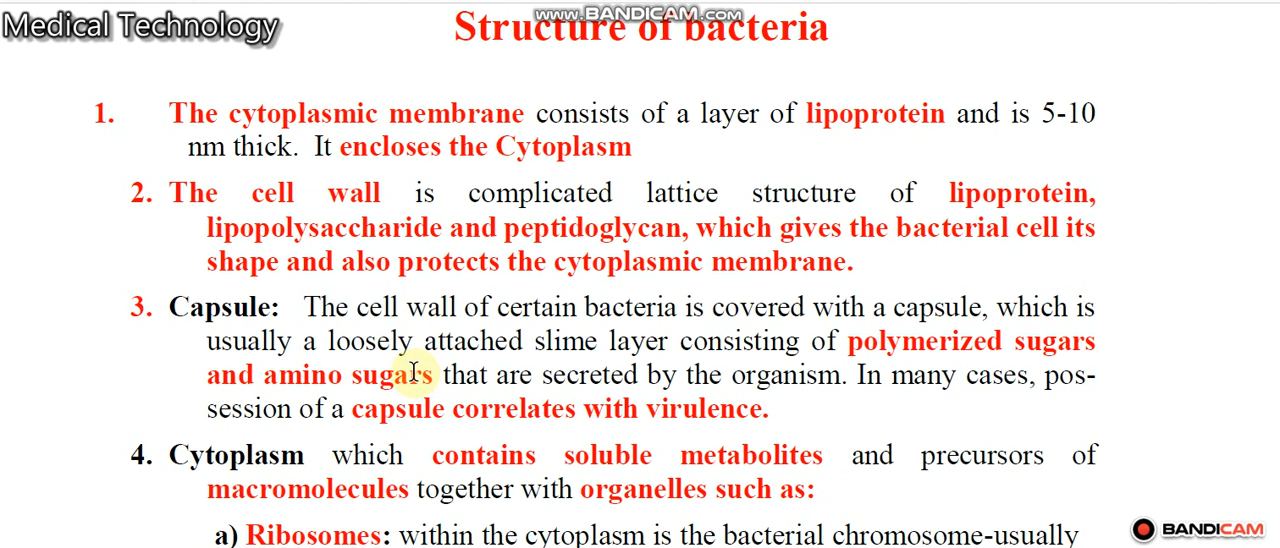 www.BANDICAM.com
Medical Technology
Structure of bacteria
1. The cytoplasmic membrane consists of a layer of lipoprotein and is 5-10
nm thick. It encloses the Cytoplasm
2. The cell wall is complicated lattice structure of lipoprotein,
lipopolysaccharide and peptidoglycan, which gives the bacterial cell its
shape and also protects the cytoplasmic membrane.
3. Capsule: The cell wall of certain bacteria is covered with a capsule, which is
usually a loosely attached slime layer consisting of polymerized sugars
and amino sugars that are secreted by the organism. In many cases, pos-
session of a capsule correlates with virulence.
4. Cytoplasm which contains soluble metabolites and precursors of
macromolecules together with organelles such as:
a) Ribosomes: within the cytoplasm is the bacterial chromosome-usually
BANDICAM